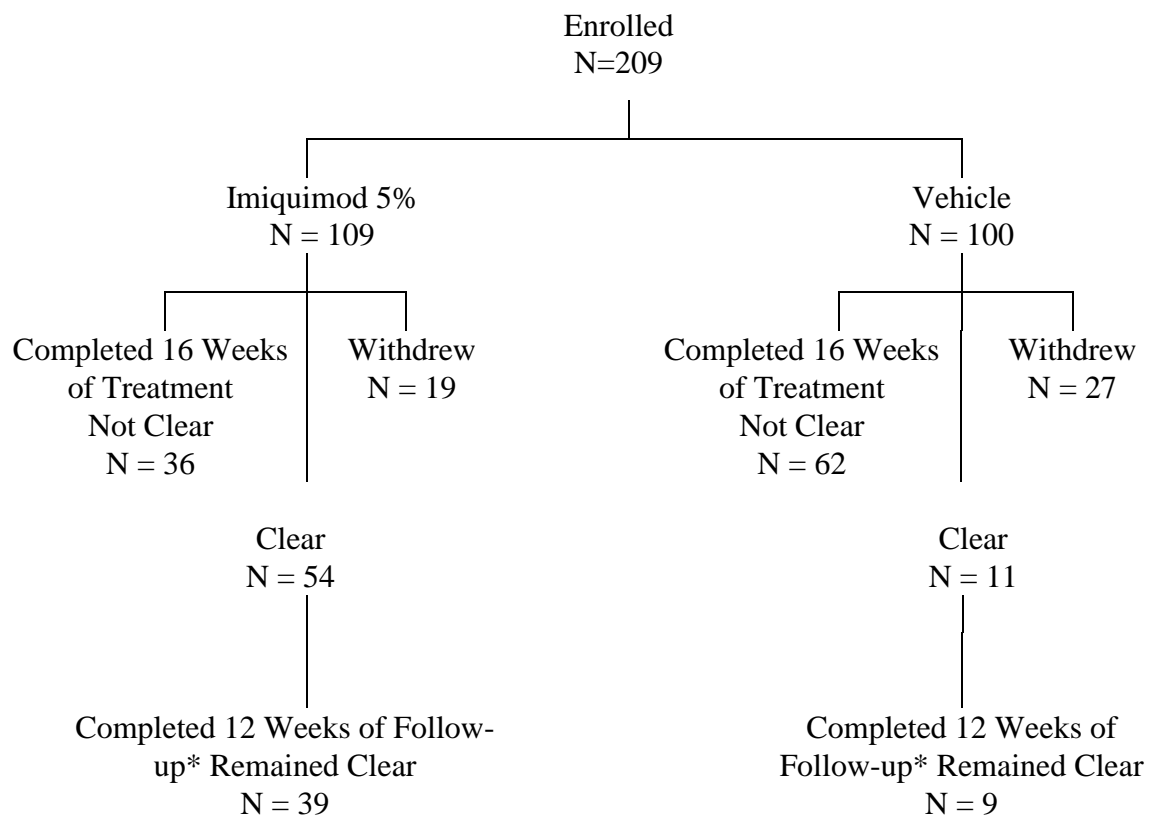 Enrolled
N=209
Imiquimod 5%
N = 109
Vehicle
N = 100
Completed 16 Weeks
of Treatment
Not Clear
N = 36
Withdrew
N = 19
Completed 16 Weeks
of Treatment
Not Clear
N = 62
Withdrew
N = 27
Clear
N = 54
Clear
N = 11
Completed 12 Weeks of Follow-
up* Remained Clear
N = 39
Completed 12 Weeks of
Follow-up* Remained Clear
N = 9